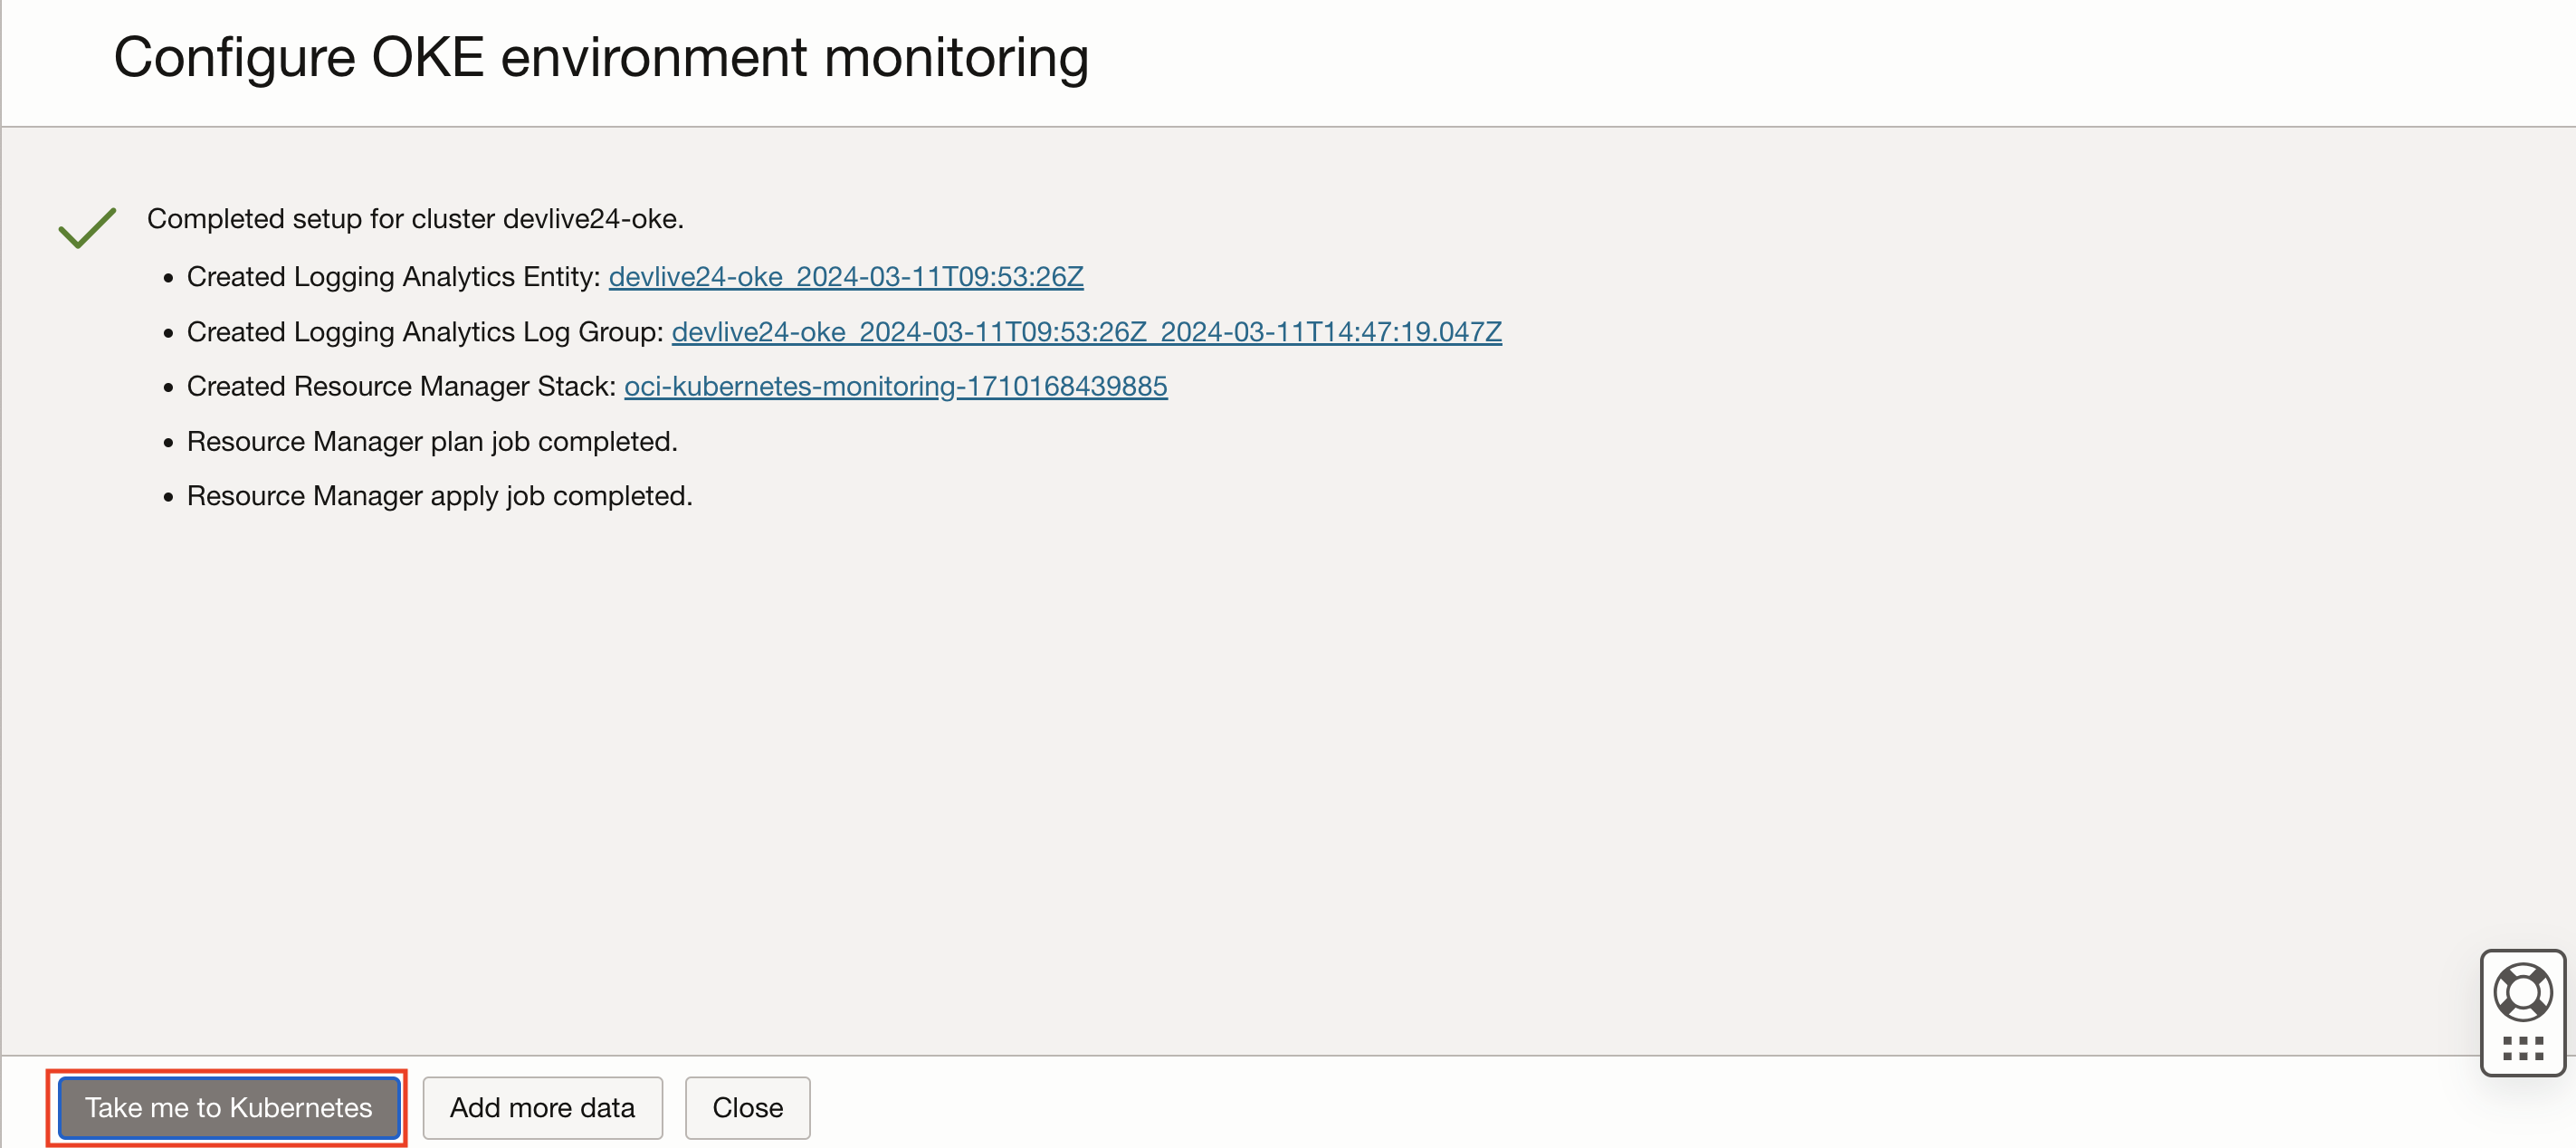 Configure OKE environment monitoring
Completed setup for cluster devlive24-oke.
Created Logging Analytics Entity: devlive24-oke_2024-03-11T09:53:26Z
Created Logging Analytics Log Group: devlive24-oke_2024-03-11T09:53:26Z_2024-03-11T14:47:19.047Z
Created Resource Manager Stack: oci-kubernetes-monitoring-1710168439885
Resource Manager plan job completed.
Resource Manager apply job completed.
Take me to Kubernetes
Add more data
Close